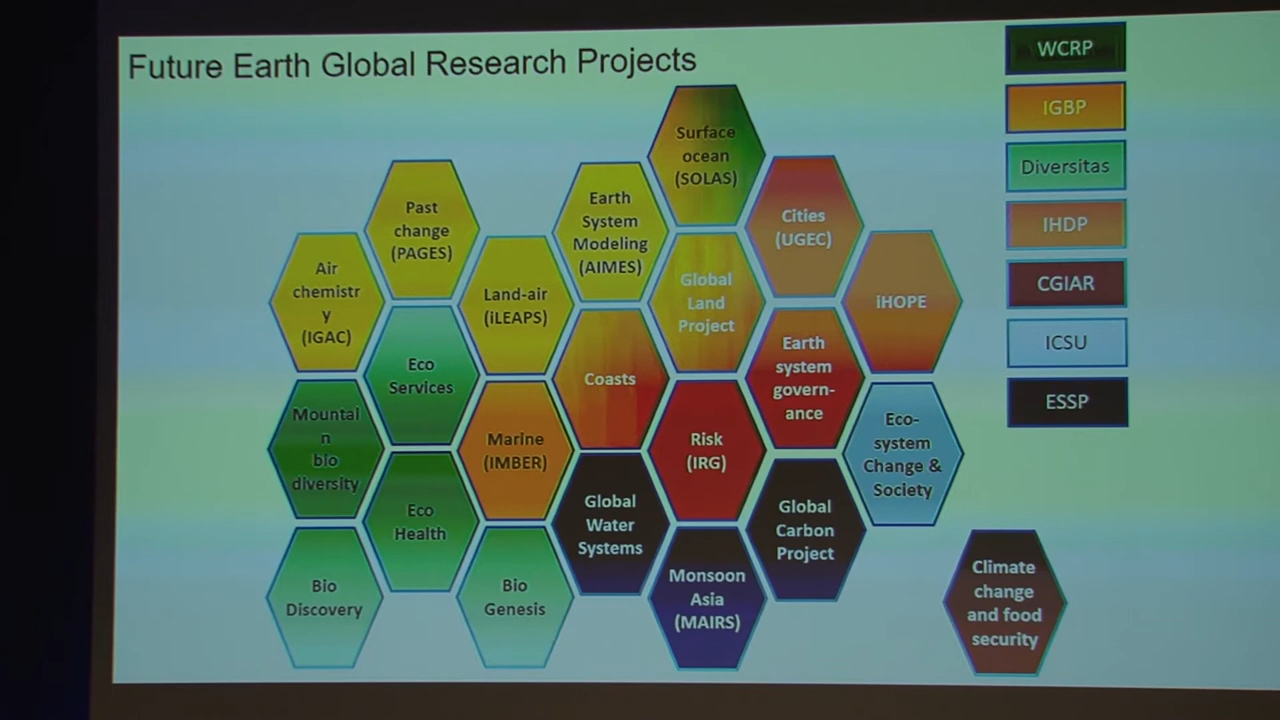 Future Earth Global Research Projects
WCRP
IGBP
Diversitas
IHDP
CGIAR
ICSU
ESSP
Surface
ocean
(SOLAS)
Past
change
(PAGES)
Earth
System
Modeling
(AIMES)
Cities
(UGEC)
Air
chemistr
y
(IGAC)
Land-air
(iLEAPS)
Global
Land
Project
iHOPE
Eco
Services
Coasts
Earth
system
govern-
ance
Mountai
n
bio
diversity
Marine
(IMBER)
Risk
(IRG)
Eco-
system
Change &
Society
Eco
Health
Global
Water
Systems
Global
Carbon
Project
Bio
Discovery
Bio
Genesis
Monsoon
Asia
(MAIRS)
Climate
change
and food
security